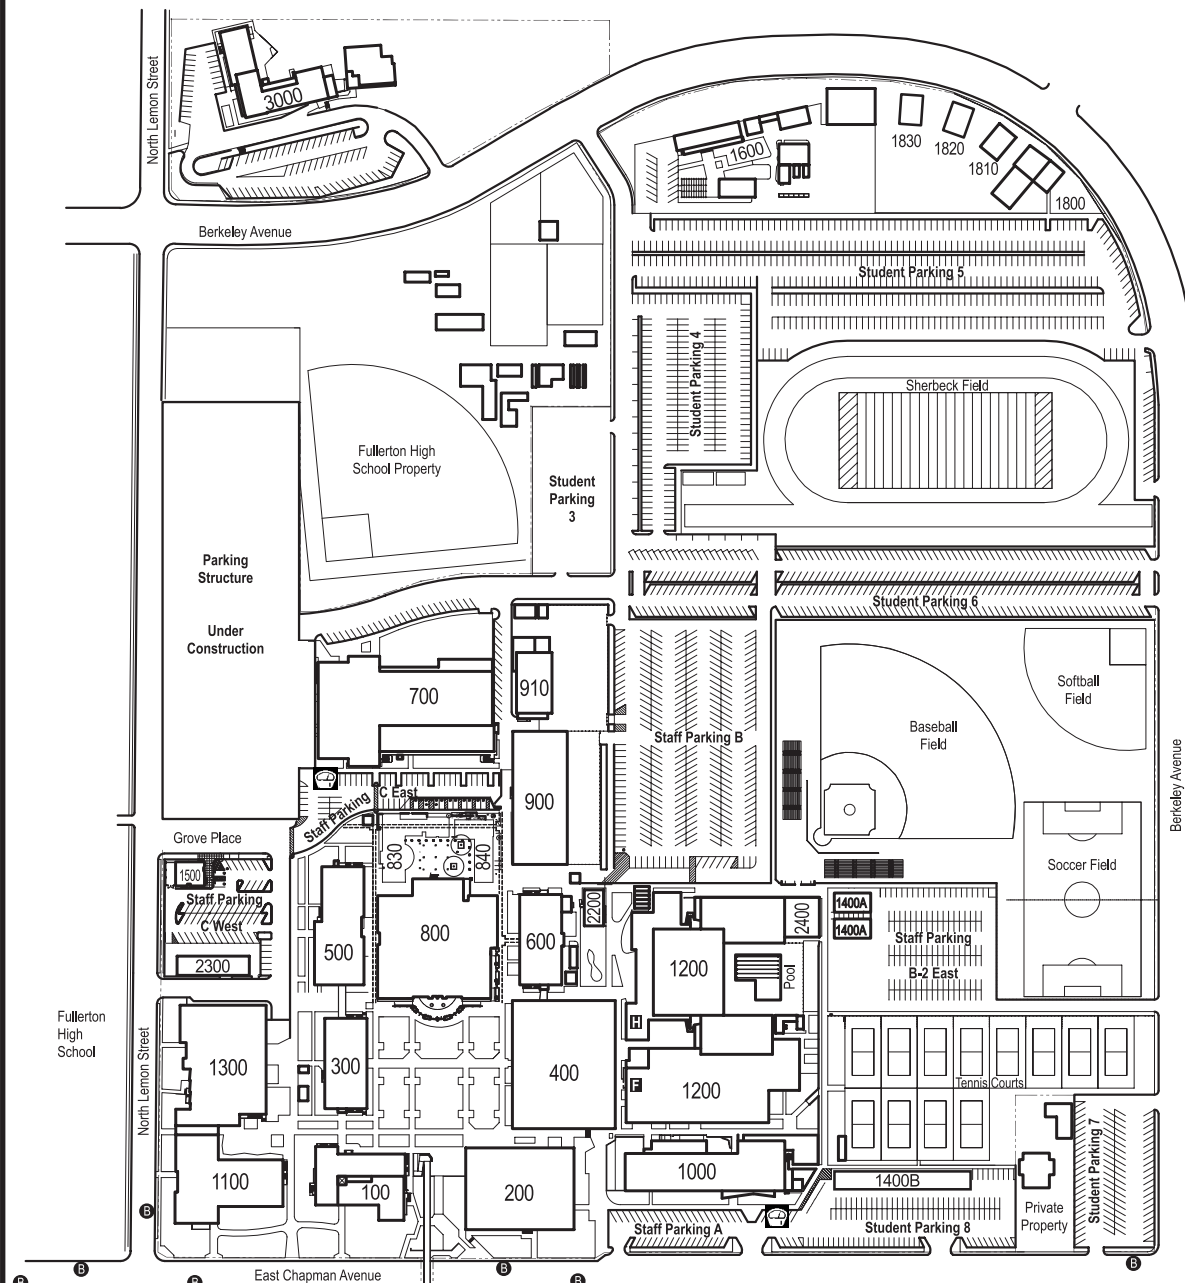 North Lemon Street
3000
1600
1830
1820
1810
1800
Berkeley Avenue
Student Parking 5
Student Parking 4
Sherbeck Field
Fullerton High
School Property
Student
Parking
3
Parking
Structure
Under
Construction
Student Parking 6
700
910
Staff Parking B
Softball
Field
Baseball
Field
Berkeley Avenue
C East
Staff Parking
900
Grove Place
830
840
1500
Staff Parking
C West
2300
500
800
600
2200
1200
2400
Pool
1400A
1400A
Staff Parking
B-2 East
Soccer Field
Fullerton
High
School
North Lemon Street
1300
300
400
1200
Tennis Courts
1100
100
200
1000
1400B
Student Parking 7
Private
Property
Staff Parking A
Student Parking 8
B
B
B
B
B
B
B
East Chapman Avenue